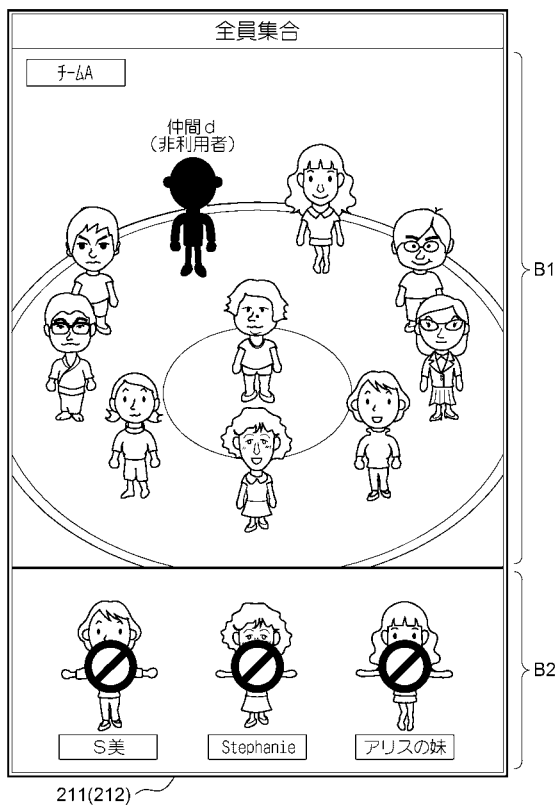 全員集合
チームA
仲間d
(非利用者)
B1
B2
S美
Stephanie
アリスの妹
211(212)